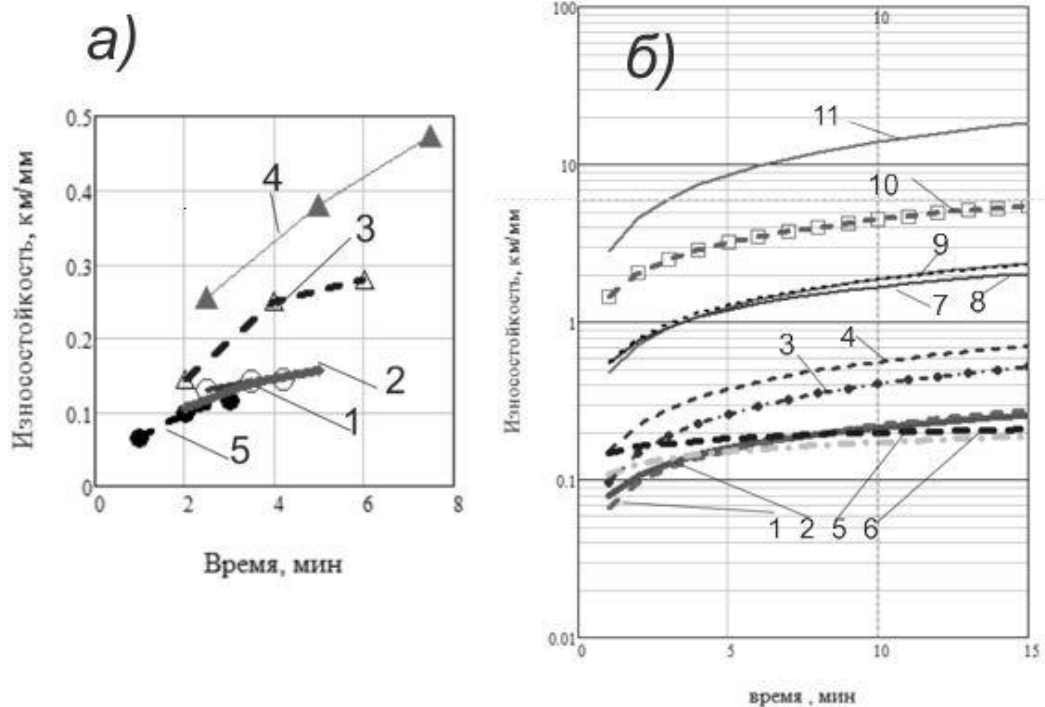 а)
Износостойкость, км/мм
0.5
0.4
0.3
0.2
0.1
0
0 2 4 6 8
4
3
2
1
5
Время, мин
б)
Износостойкость, км/мм
100
10
1
0.1
0.01
0 5 10 15
10
11
10
9
7 8
4
3
1 2 5 6
время , мин